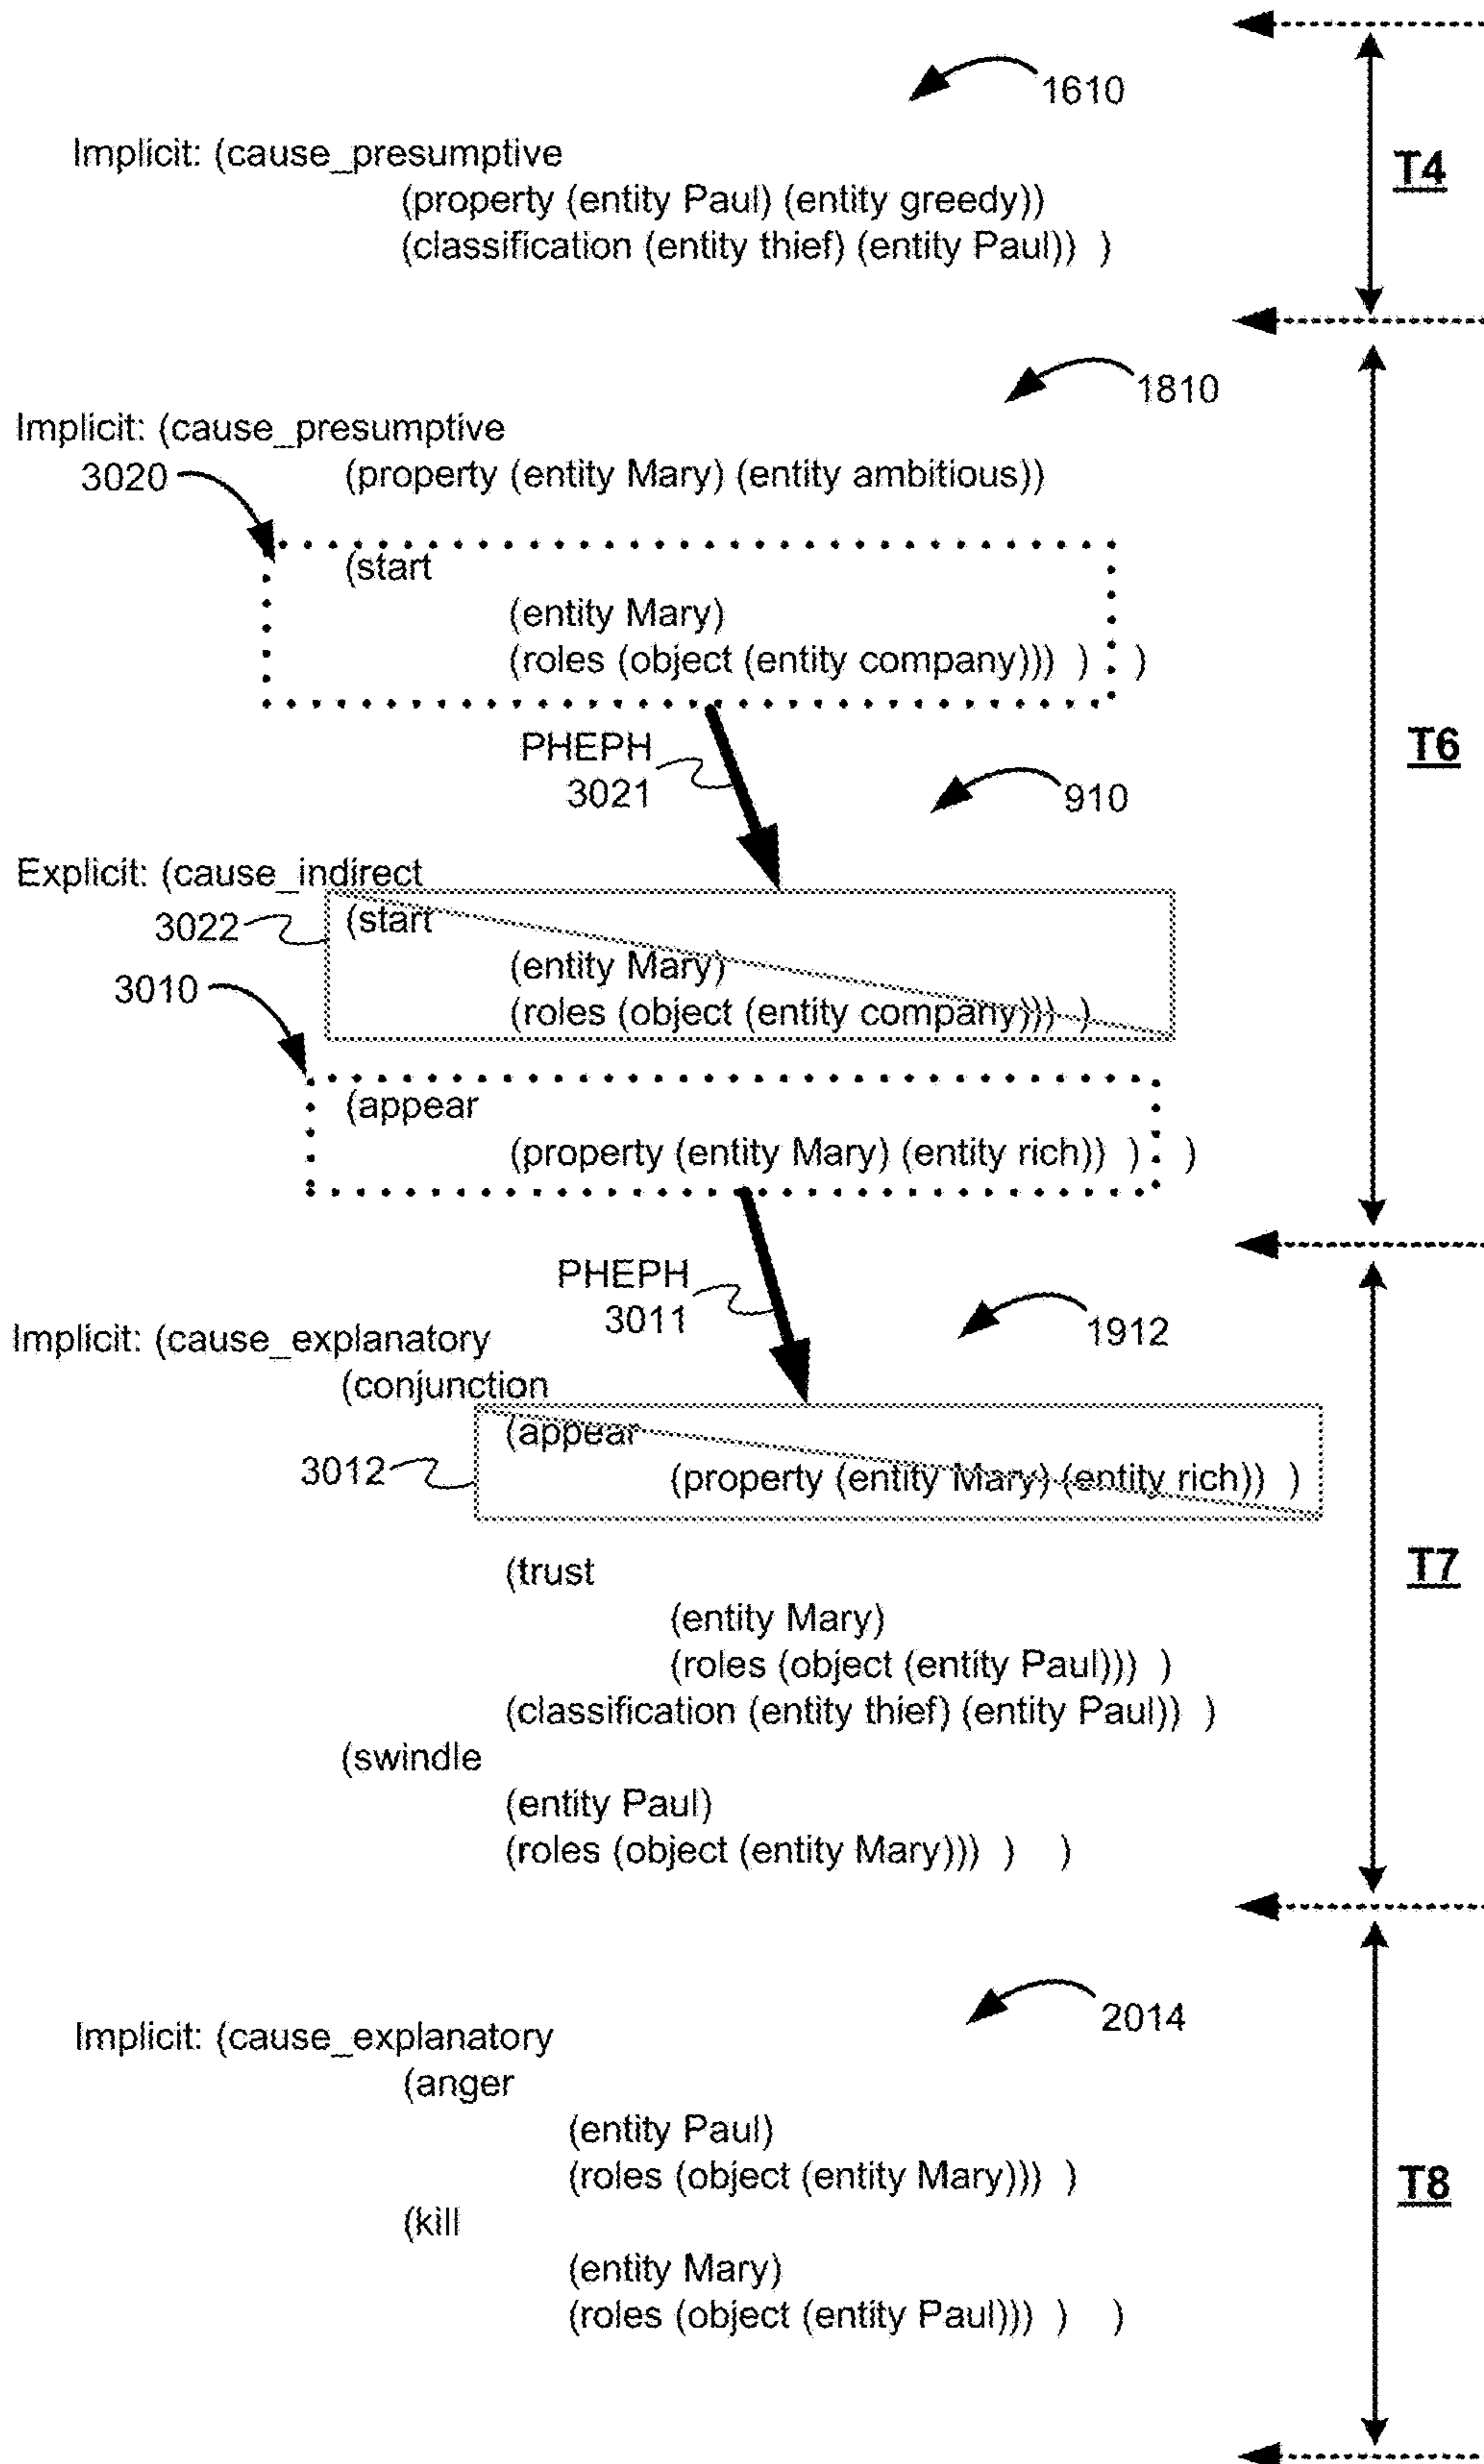 1610
Implicit: (cause_presumptive
T4
(property (entity Paul) (entity greedy))
(classification (entity thief) (entity Paul)) )
1810
Implicit: (cause_presumptive
3020
(property (entity Mary) (entity ambitious))
(start
(entity Mary)
(roles (object (entity company))) ) )
PHEPH
3021
T6
910
Explicit: (cause_indirect
3022
(start
(entity Mary)
3010
(roles (object (entity company))) )
(appear
(property (entity Mary) (entity rich)) ) )
PHEPH
3011
1912
Implicit: (cause_explanatory
(conjunction
(appear
3012
(property (entity Mary) (entity rich)) )
(trust
T7
(entity Mary)
(roles (object (entity Paul))) )
(classification (entity thief) (entity Paul)) )
(swindle
(entity Paul)
(roles (object (entity Mary))) ) )
2014
Implicit: (cause_explanatory
(anger
(entity Paul)
(roles (object (entity Mary))) )
T8
(kill
(entity Mary)
(roles (object (entity Paul))) ) )